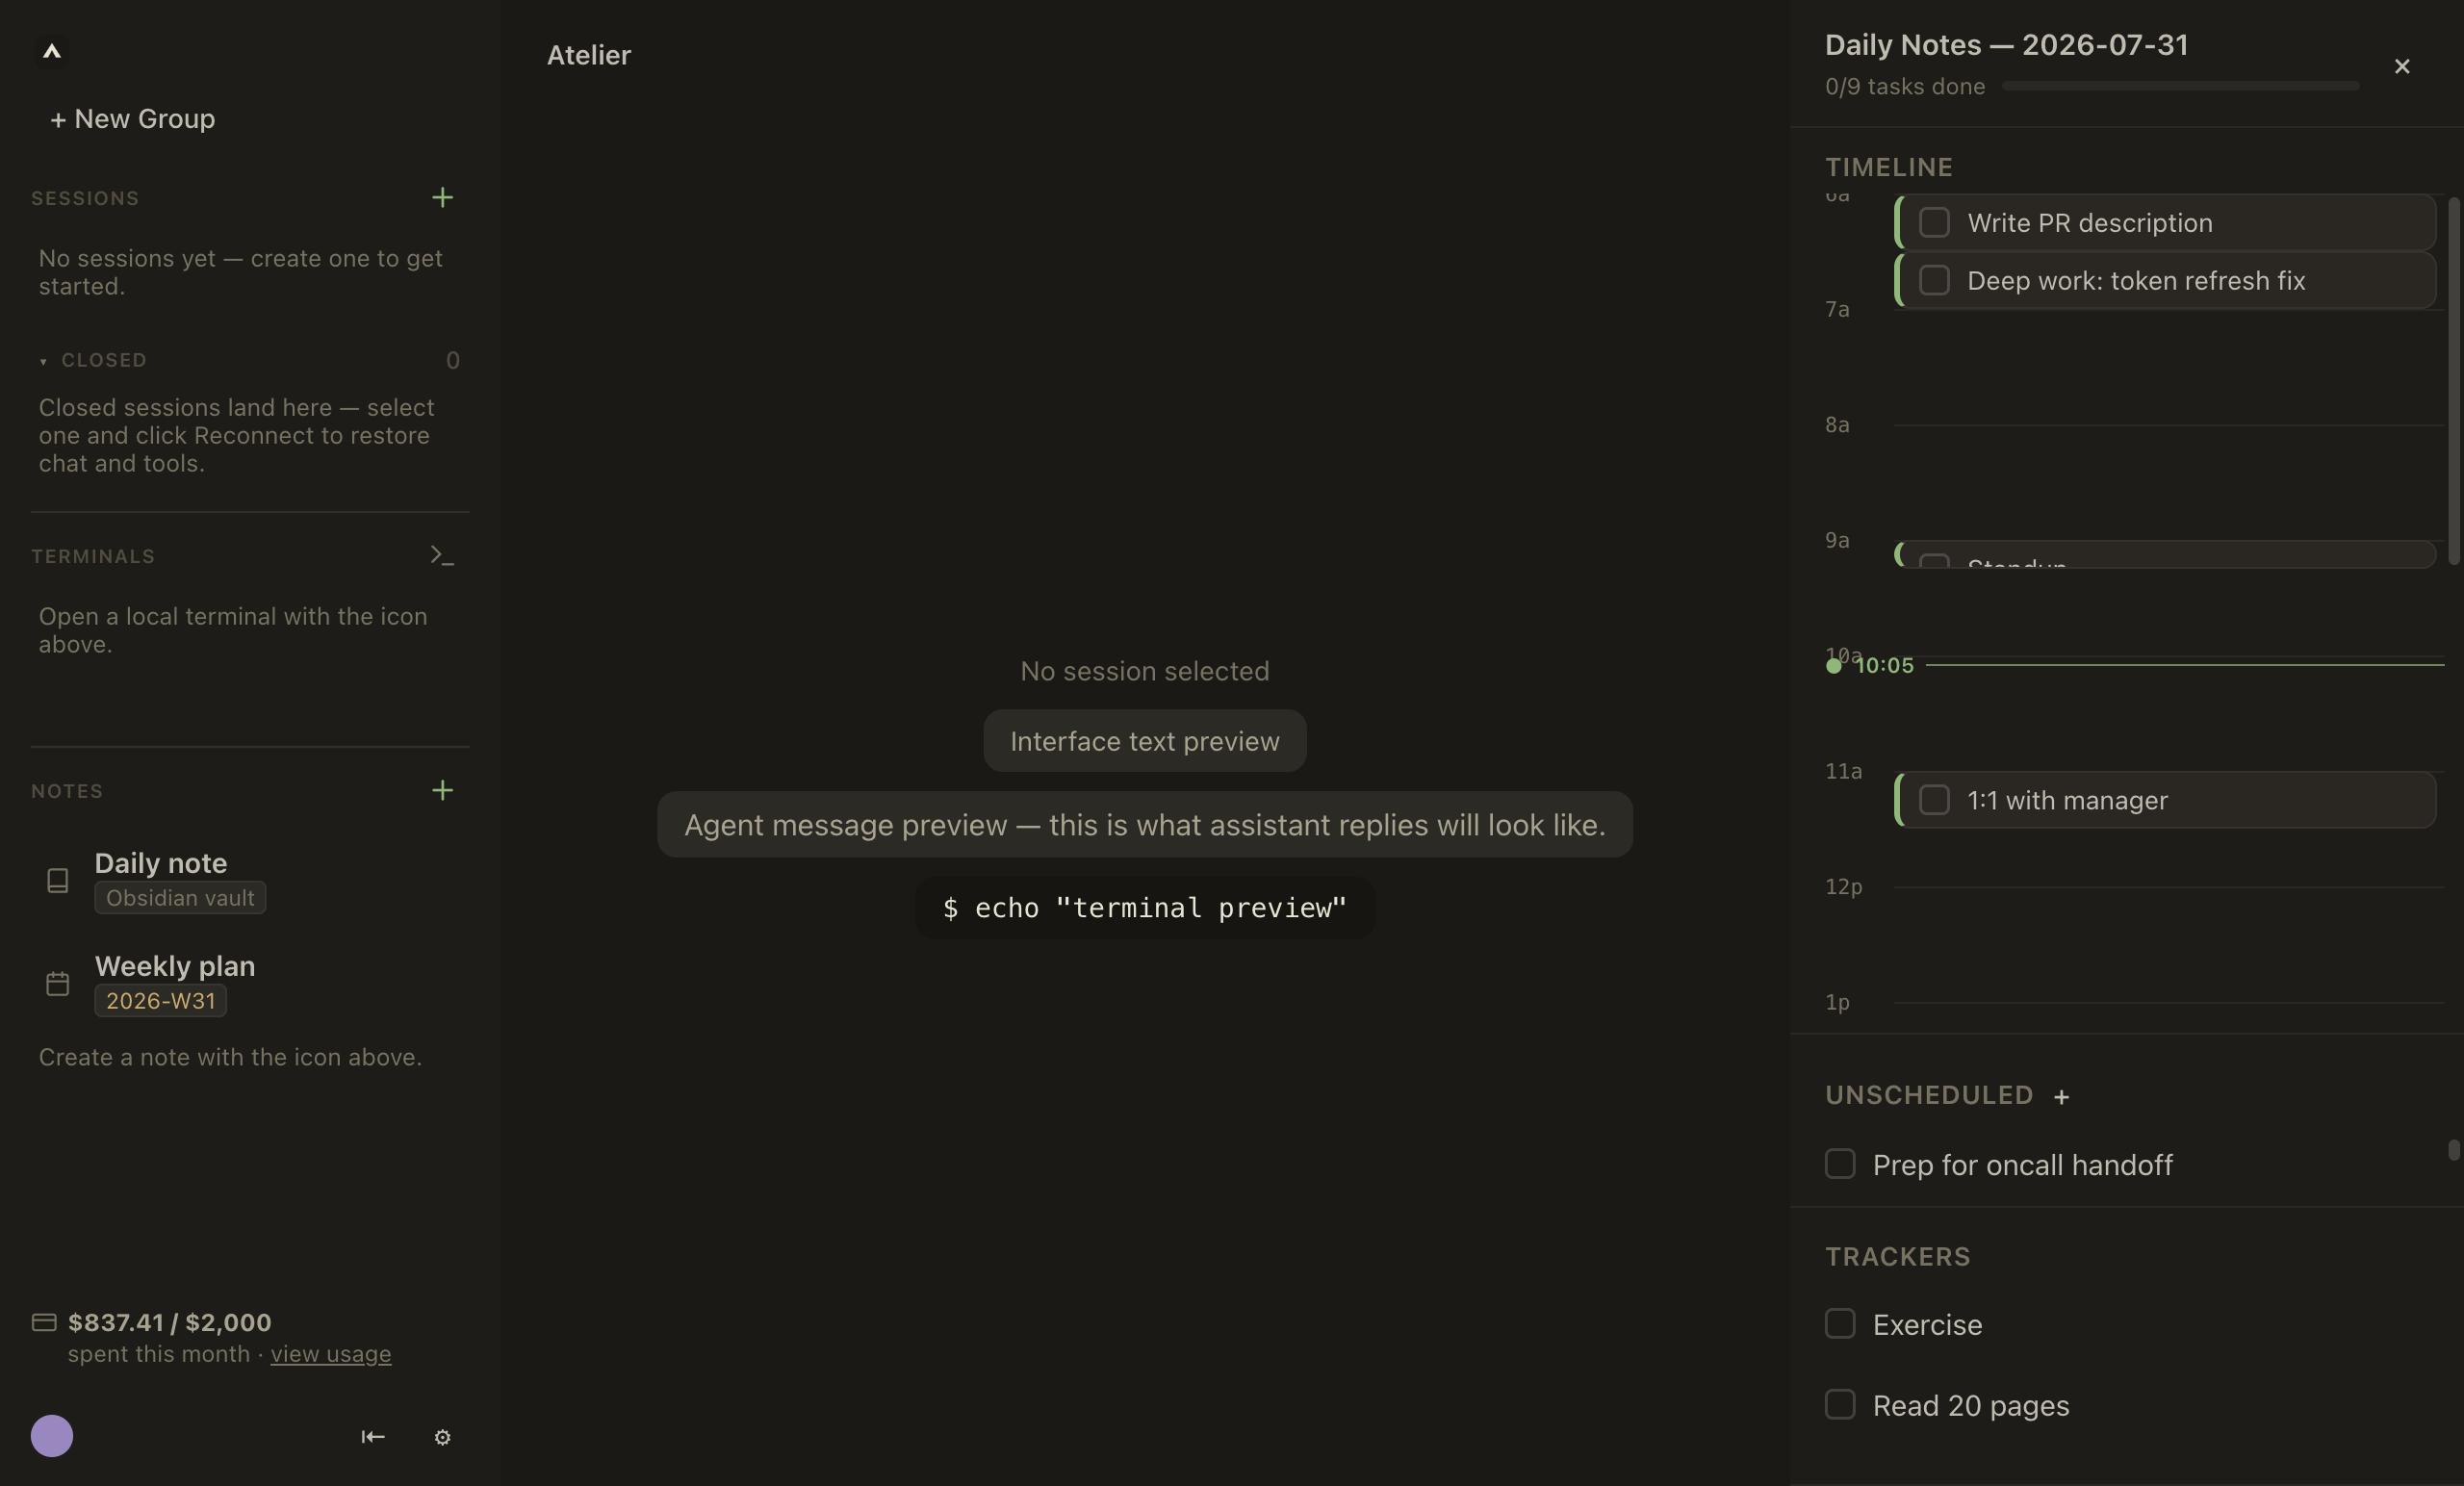 + New Group
SESSIONS
No sessions yet — create one to get
started.
▾ CLOSED 0
Closed sessions land here — select
one and click Reconnect to restore
chat and tools.
TERMINALS
Open a local terminal with the icon
above.
NOTES
Daily note
Obsidian vault
Weekly plan
2026-W31
Create a note with the icon above.
$837.41 / $2,000
spent this month · view usage
Atelier
No session selected
Interface text preview
Agent message preview — this is what assistant replies will look like.
$ echo "terminal preview"
Daily Notes — 2026-07-31
0/9 tasks done
TIMELINE
6a
Write PR description
Deep work: token refresh fix
7a
8a
9a
Standup
10a
10:05
11a
1:1 with manager
12p
1p
UNSCHEDULED +
Prep for oncall handoff
TRACKERS
Exercise
Read 20 pages